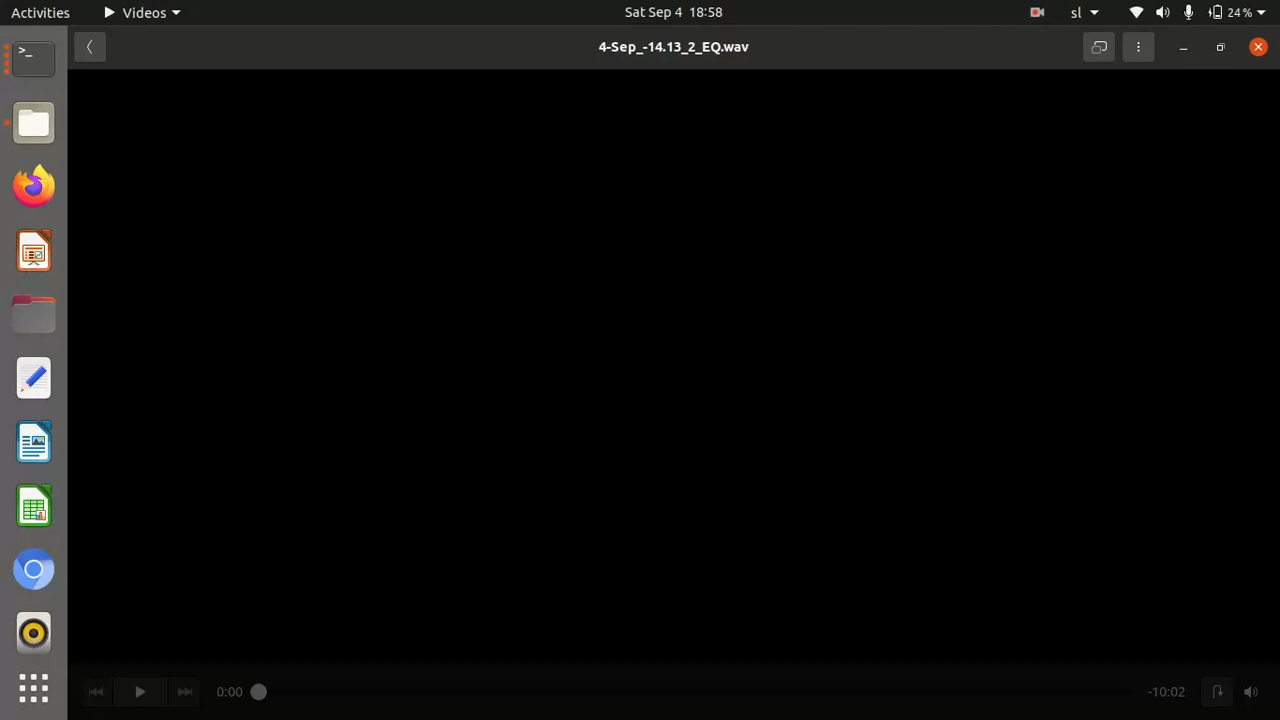 Activities Videos Sat Sep 4 18:58 sl 24 %
4-Sep_-14.13_2_EQ.wav
>_
0:00 -10:02